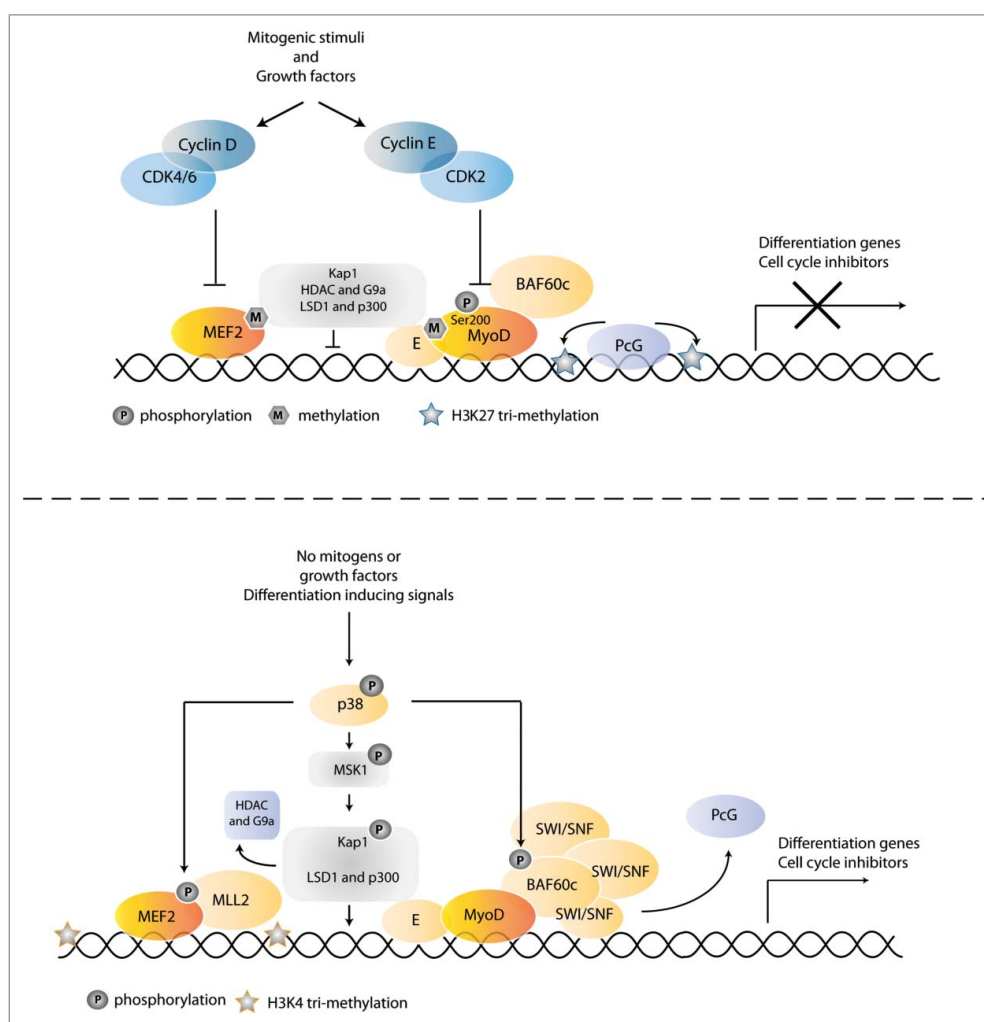 Mitogenic stimuli
and
Growth factors
Cyclin D
CDK4/6
Cyclin E
CDK2
Differentiation genes
Cell cycle inhibitors
Kap1
HDAC and G9a
LSD1 and p300
BAF60c
MEF2
M
P
Ser200
M
E
MyoD
PcG
P phosphorylation
M methylation
H3K27 tri-methylation
No mitogens or
growth factors
Differentiation inducing signals
P
p38
P
MSK1
HDAC
and G9a
P
Kap1
LSD1 and p300
SWI/SNF
PcG
Differentiation genes
Cell cycle inhibitors
P
SWI/SNF
BAF60c
P
MLL2
MEF2
E
MyoD
SWI/SNF
P phosphorylation
H3K4 tri-methylation